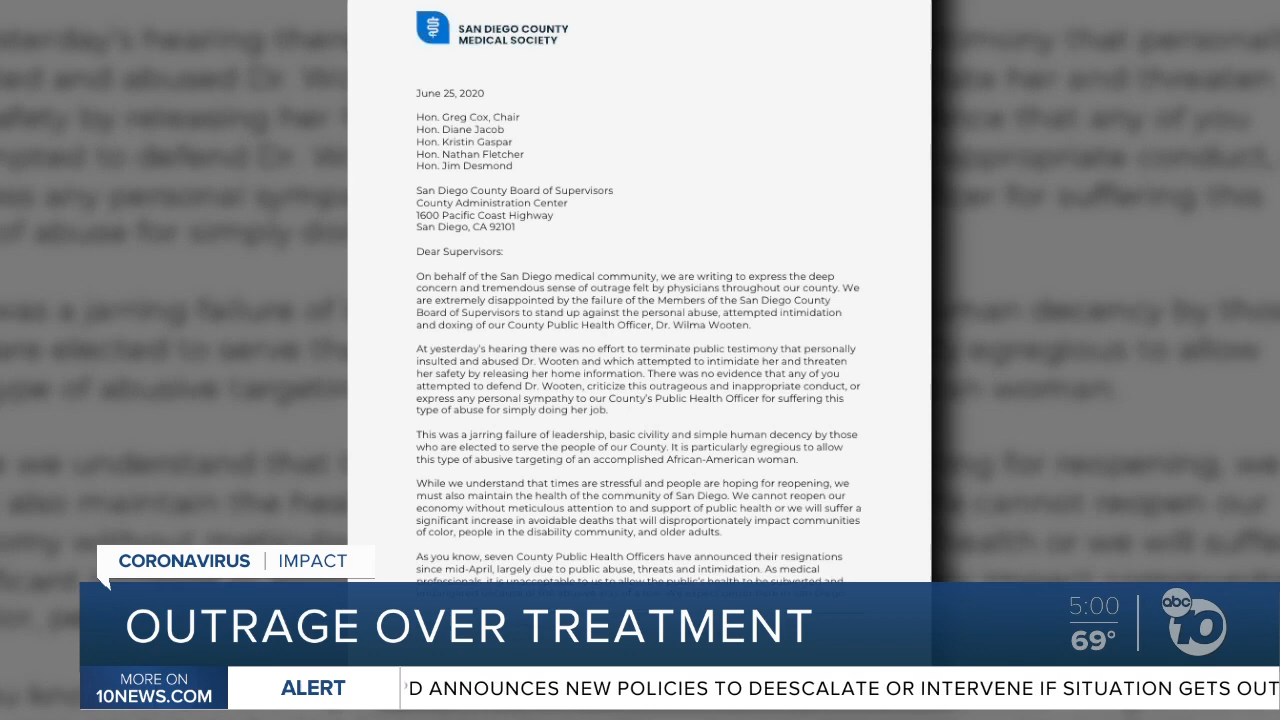 SAN DIEGO COUNTY
MEDICAL SOCIETY
June 25, 2020
Hon. Greg Cox, Chair
Hon. Diane Jacob
Hon. Kristin Gaspar
Hon. Nathan Fletcher
Hon. Jim Desmond
San Diego County Board of Supervisors
County Administration Center
1600 Pacific Coast Highway
San Diego, CA 92101
Dear Supervisors:
On behalf of the San Diego medical community, we are writing to express the deep
concern and tremendous sense of outrage felt by physicians throughout our county. We
are extremely disappointed by the failure of the Members of the San Diego County
Board of Supervisors to stand up against the personal abuse, attempted intimidation
and doxing of our County Public Health Officer, Dr. Wilma Wooten.
At yesterday's hearing there was no effort to terminate public testimony that personally
insulted and abused Dr. Wooten and which attempted to intimidate her and threaten
her safety by releasing her home information. There was no evidence that any of you
attempted to defend Dr. Wooten, criticize this outrageous and inappropriate conduct, or
express any personal sympathy to our County's Public Health Officer for suffering this
type of abuse for simply doing her job.
This was a jarring failure of leadership, basic civility and simple human decency by those
who are elected to serve the people of our County. It is particularly egregious to allow
this type of abusive targeting of an accomplished African-American woman.
While we understand that times are stressful and people are hoping for reopening, we
must also maintain the health of the community of San Diego. We cannot reopen our
economy without meticulous attention to and support of public health or we will suffer a
significant increase in avoidable deaths that will disproportionately impact communities
of color, people in the disability community, and older adults.
As you know, seven County Public Health Officers have announced their resignations
since mid-April, largely due to public abuse, threats and intimidation. As medical
professionals, it is unacceptable to us to allow the public's health to be subverted and
CORONAVIRUS | IMPACT
OUTRAGE OVER TREATMENT
5:00
69°
abc
10
MORE ON
10NEWS.COM
ALERT
D ANNOUNCES NEW POLICIES TO DEESCALATE OR INTERVENE IF SITUATION GETS OUT